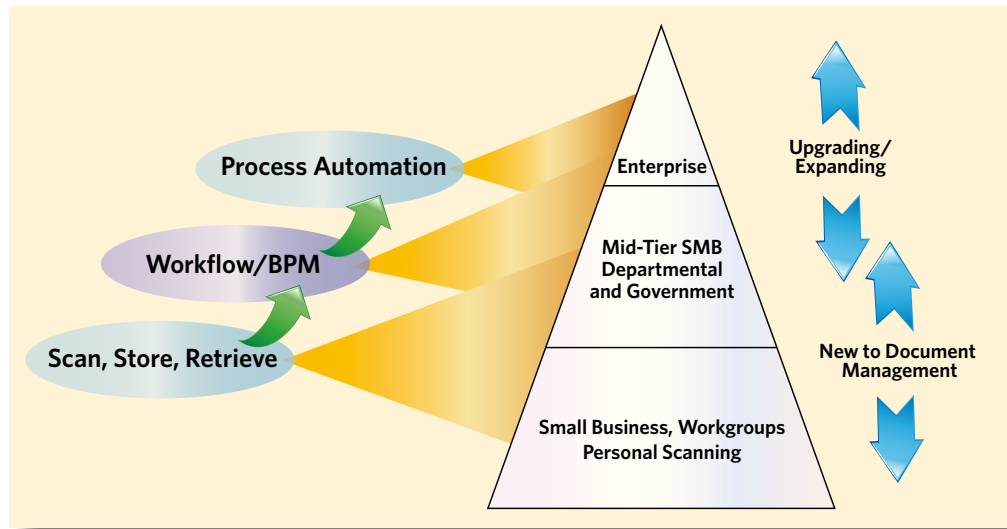 Process Automation
Workflow/BPM
Scan, Store, Retrieve
Enterprise
Mid-Tier SMB
Departmental
and Government
Small Business, Workgroups
Personal Scanning
Upgrading/
Expanding
New to Document
Management